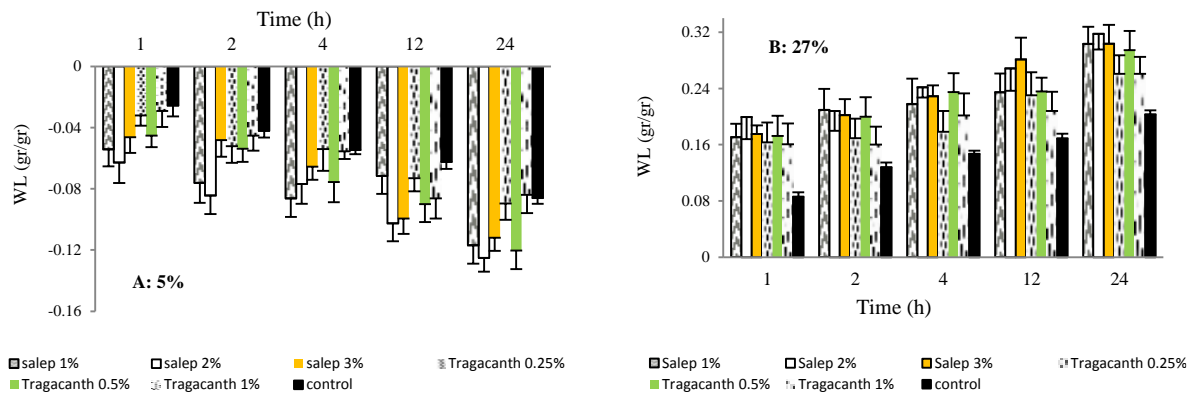 Time (h)
1 2 4 12 24
0
-0.04
-0.08
-0.12
-0.16
WL (gr/gr)
A: 5%
salep 1% salep 2% salep 3% Tragacanth 0.25%
Tragacanth 0.5% Tragacanth 1% control
B: 27%
0.32
0.24
0.16
0.08
0
WL (gr/gr)
1 2 4 12 24
Time (h)
Salep 1% Salep 2% Salep 3% Tragacanth 0.25%
Tragacanth 0.5% Tragacanth 1% control